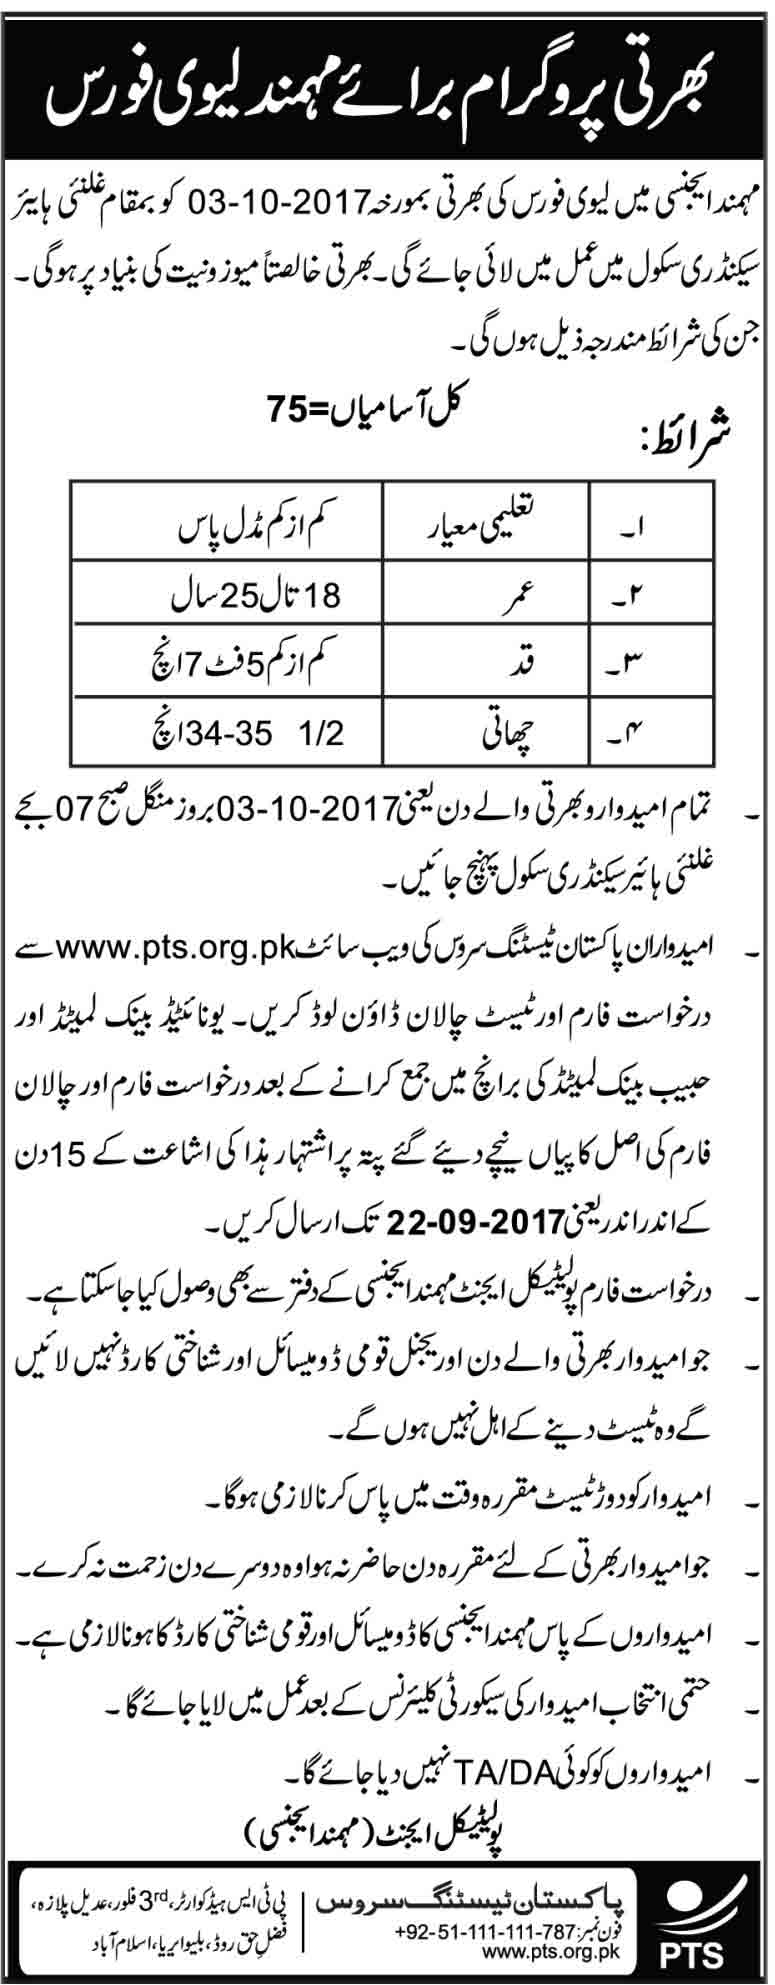 بھرتی پروگرام برائے مہمند لیوی فورس
مہمند ایجنسی میں لیوی فورس کی بھرتی بمورخہ 03-10-2017 کو بمقام غلنئی ہایئر
سیکنڈری سکول میں عمل میں لائی جائے گی۔ بھرتی خالصتاً میوزونیت کی بنیاد پر ہوگی۔
جن کی شرائط مندرجہ ذیل ہوں گی۔
کل آسامیاں=75
شرائط:
۱۔ تعلیمی معیار کم از کم مڈل پاس
۲۔ عمر 18 تال 25 سال
۳۔ قد کم از کم 5 فٹ 7 انچ
۴۔ چھاتی 34-35 1/2 انچ
۔ تمام امیدوارو بھرتی والے دن یعنی 03-10-2017 بروز منگل صبح 07 بجے
غلنئی ہائیر سیکنڈری سکول پہنچ جائیں۔
۔ امیدواران پاکستان ٹیسٹنگ سروس کی ویب سائٹ www.pts.org.pk سے
درخواست فارم اور ٹیسٹ چالان ڈاؤن لوڈ کریں۔ یونائیٹڈ بینک لمیٹڈ اور
حبیب بینک لمیٹڈ کی برانچ میں جمع کرانے کے بعد درخواست فارم اور چالان
فارم کی اصل کاپیاں نیچے دیئے گئے پتہ پر اشتہار ہذا کی اشاعت کے 15 دن
کے اندر اندر یعنی 22-09-2017 تک ارسال کریں۔
۔ درخواست فارم پولیٹیکل ایجنٹ مہمند ایجنسی کے دفتر سے بھی وصول کیا جا سکتا ہے۔
۔ جو امیدوار بھرتی والے دن اوریجنل قومی ڈومیسائل اور شناختی کارڈ نہیں لائیں
گے وہ ٹیسٹ دینے کے اہل نہیں ہوں گے۔
۔ امیدوار کو دوڑ ٹیسٹ مقررہ وقت میں پاس کرنا لازمی ہوگا۔
۔ جو امیدوار بھرتی کے لئے مقررہ دن حاضر نہ ہوا وہ دوسرے دن زحمت نہ کرے۔
۔ امیدواروں کے پاس مہمند ایجنسی کا ڈومیسائل اور قومی شناختی کارڈ کا ہونا لازمی ہے۔
۔ حتمی انتخاب امیدوار کی سیکورٹی کلیئرنس کے بعد عمل میں لایا جائے گا۔
۔ امیدواروں کو کوئی TA/DA نہیں دیا جائے گا۔
پولیٹیکل ایجنٹ (مہمند ایجنسی)
PTS
پاکستان ٹیسٹنگ سروس
فون نمبر: +92-51-111-111-787
www.pts.org.pk
پی ٹی ایس ہیڈ کوارٹر، 3rd فلور، عدیل پلازہ،
فضل حق روڈ، بلیو ایریا، اسلام آباد